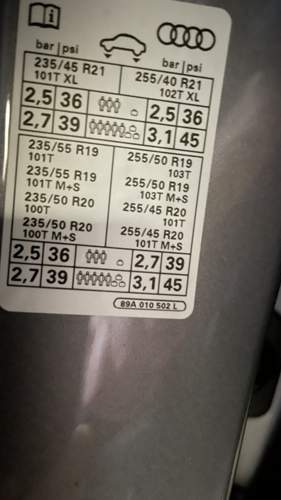 bar | psi bar | psi
235/45 R21 255/40 R21
101T XL 102T XL
2,5 36 2,5 36
2,7 39 3,1 45
235/55 R19 255/50 R19
101T 103T
235/55 R19 255/50 R19
101T M+S 103T M+S
235/50 R20 255/45 R20
100T 101T
235/50 R20 255/45 R20
100T M+S 101T M+S
2,5 36 2,7 39
2,7 39 3,1 45
89A 010 502 L